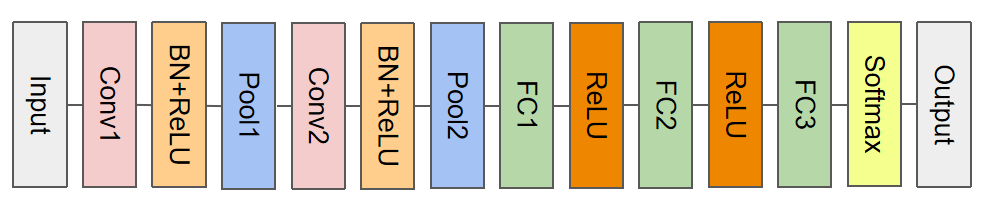 Input
Conv1
BN+ReLU
Pool1
Conv2
BN+ReLU
Pool2
FC1
ReLU
FC2
ReLU
FC3
Softmax
Output